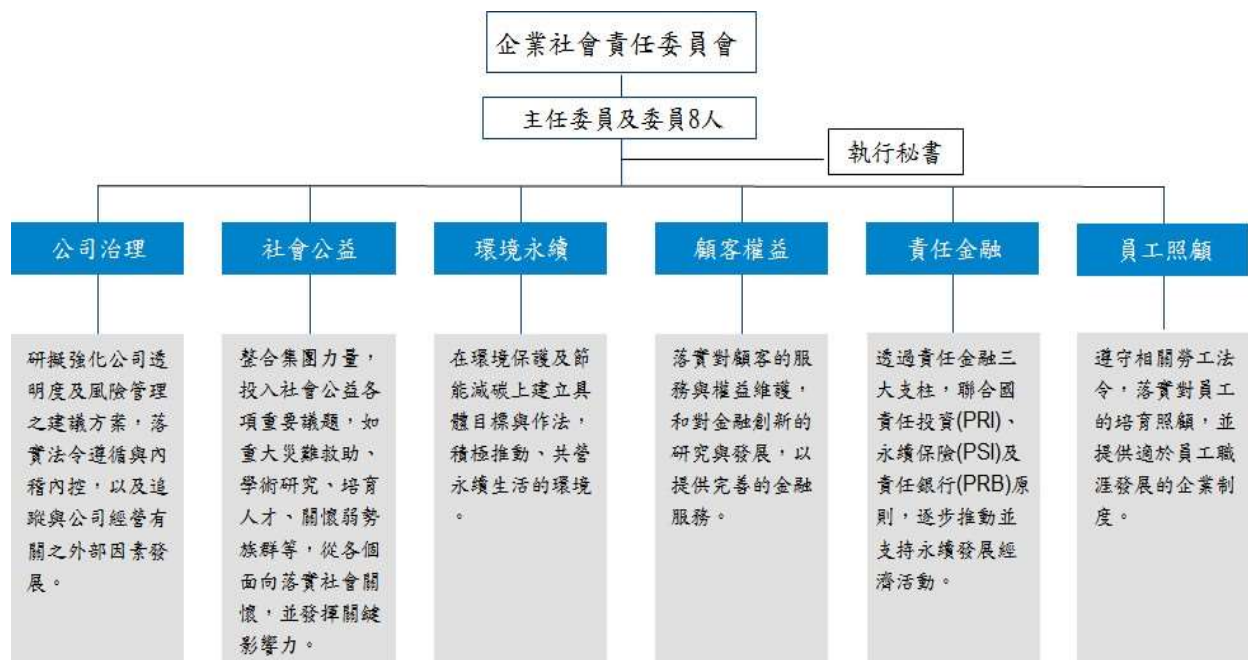 企業社會責任委員會
主任委員及委員8人
執行秘書
公司治理
社會公益
環境永續
顧客權益
責任金融
員工照顧
研擬強化公司透
明度及風險管理
之建議方案，落
實法令遵循與內
稽內控，以及追
蹤與公司經營有
關之外部因素發
展。
整合集團力量，
投入社會公益各
項重要議題，如
重大災難救助、
學術研究、培育
人才、關懷弱勢
族群等，從各個
面向落實社會關
懷，並發揮關鍵
影響力。
在環境保護及節
能減碳上建立具
體目標與作法，
積極推動、共營
永續生活的環境
。
落實對顧客的服
務與權益維護，
和對金融創新的
研究與發展，以
提供完善的金融
服務。
透過責任金融三
大支柱，聯合國
責任投資(PRI)、
永續保險(PSI)及
責任銀行(PRB)原
則，逐步推動並
支持永續發展經
濟活動。
遵守相關勞工法
令，落實對員工
的培育照顧，並
提供適於員工職
涯發展的企業制
度。